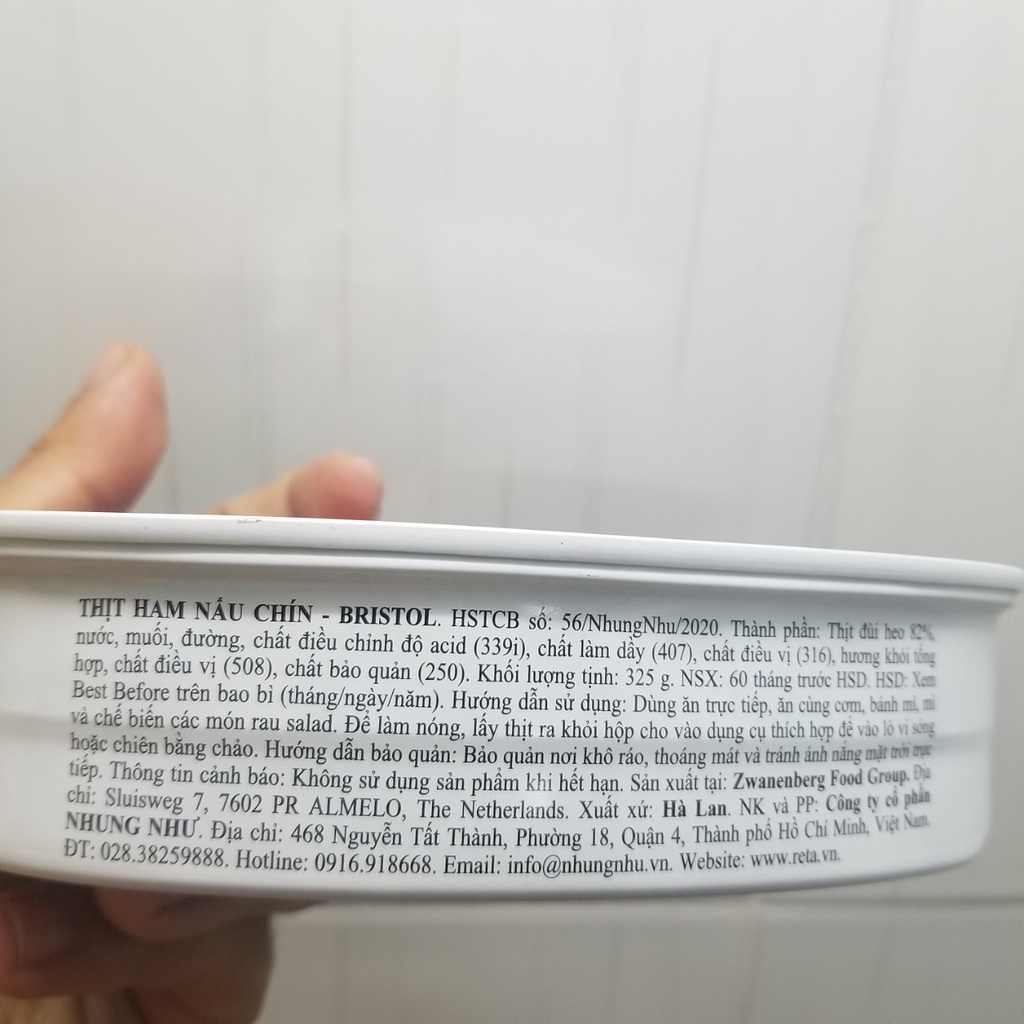 THỊT HAM NẤU CHÍN - BRISTOL. HSTCB số: 56/NhungNhu/2020. Thành phần: Thịt đùi heo 82%,
nước, muối, đường, chất điều chỉnh độ acid (339i), chất làm dầy (407), chất điều vị (316), hương khói tổng
hợp, chất điều vị (508), chất bảo quản (250). Khối lượng tịnh: 325 g. NSX: 60 tháng trước HSD. HSD: Xem
Best Before trên bao bì (tháng/ngày/năm). Hướng dẫn sử dụng: Dùng ăn trực tiếp, ăn cùng cơm, bánh mì, mì
và chế biến các món rau salad. Để làm nóng, lấy thịt ra khỏi hộp cho vào dụng cụ thích hợp để vào lò vi sóng
hoặc chiên bằng chảo. Hướng dẫn bảo quản: Bảo quản nơi khô ráo, thoáng mát và tránh ánh nắng mặt trời trực
tiếp. Thông tin cảnh báo: Không sử dụng sản phẩm khi hết hạn. Sản xuất tại: Zwanenberg Food Group. Địa
chỉ: Sluisweg 7, 7602 PR ALMELO, The Netherlands. Xuất xứ: Hà Lan. NK và PP: Công ty cổ phần
NHUNG NHƯ. Địa chỉ: 468 Nguyễn Tất Thành, Phường 18, Quận 4, Thành phố Hồ Chí Minh, Việt Nam.
ĐT: 028.38259888. Hotline: 0916.918668. Email: info@nhungnhu.vn. Website: www.reta.vn.